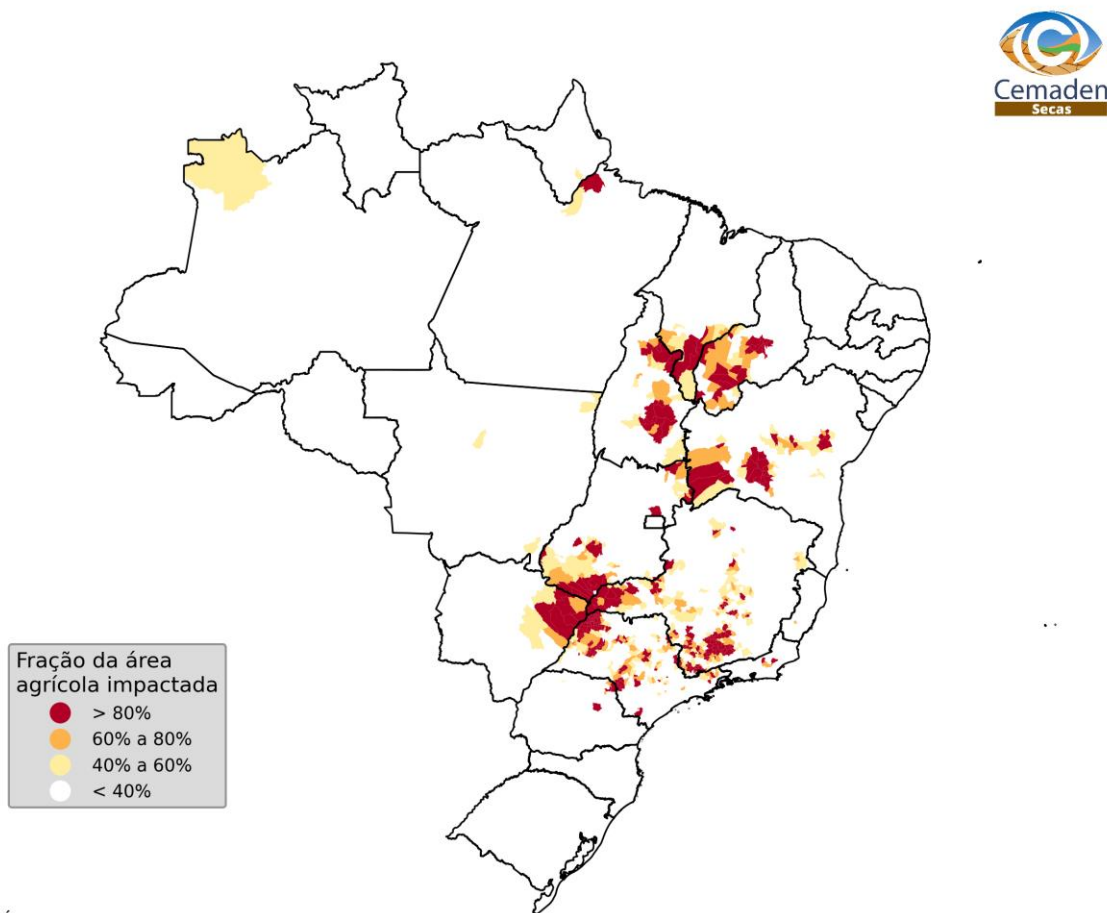 Cemaden
Secas
Fração da área
agrícola impactada
> 80%
60% a 80%
40% a 60%
< 40%